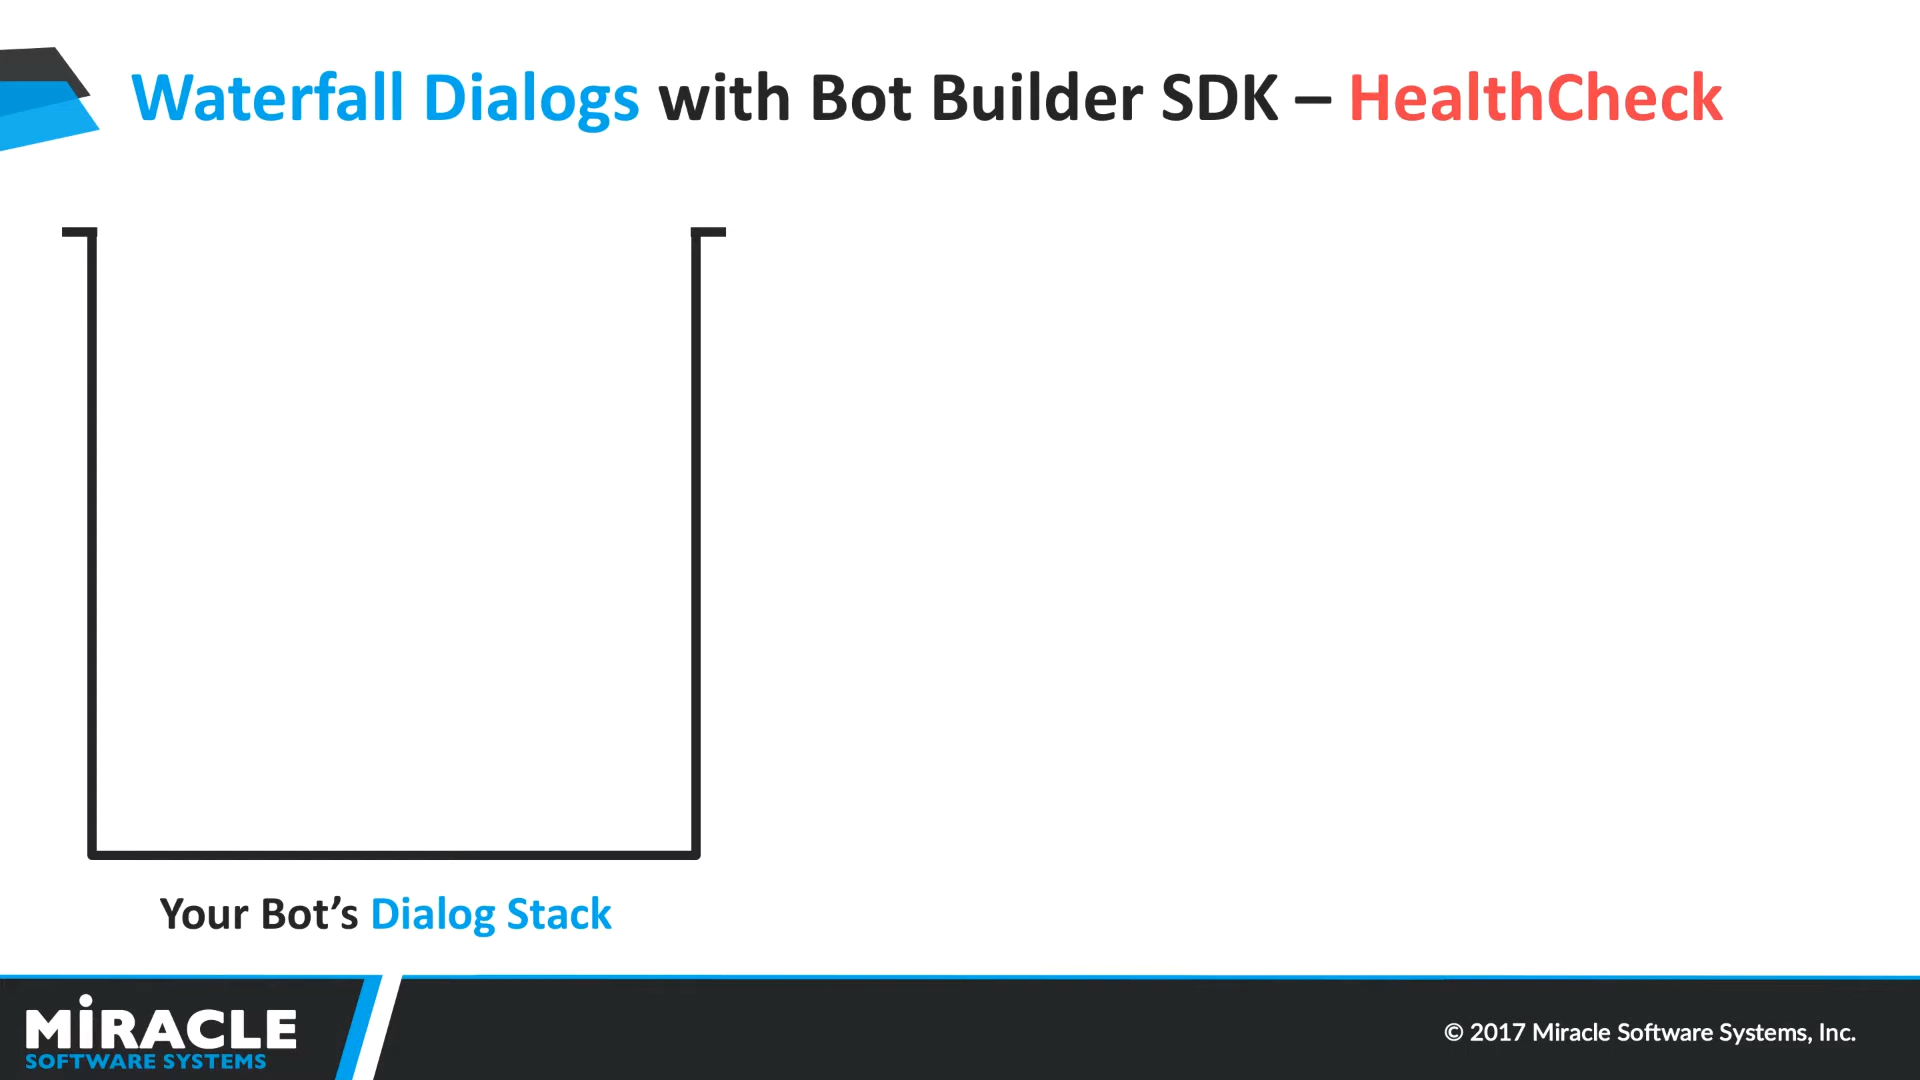 Waterfall Dialogs with Bot Builder SDK – HealthCheck
Your Bot’s Dialog Stack
MiRACLE
SOFTWARE SYSTEMS
© 2017 Miracle Software Systems, Inc.